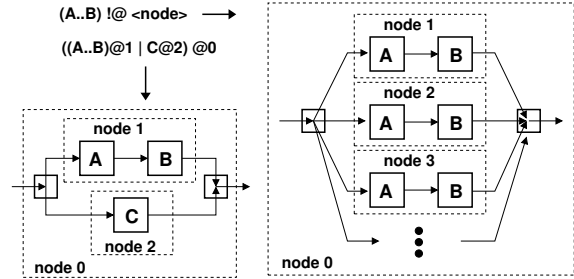 (A..B) !@ <node>
((A..B)@1 | C@2) @0
node 1
A B
C
node 2
node 0
node 1
A B
node 2
A B
node 3
A B
node 0